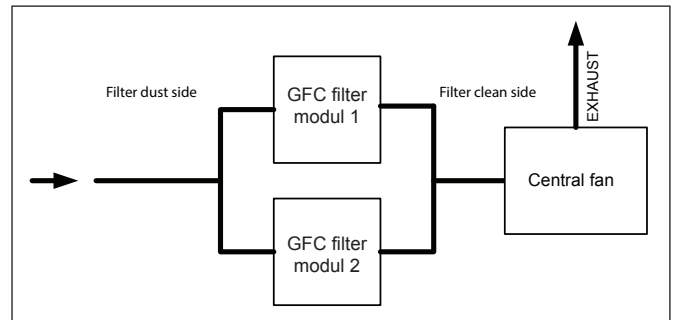 Filter dust side
GFC filter
modul 1
Filter clean side
EXHAUST
Central fan
GFC filter
modul 2